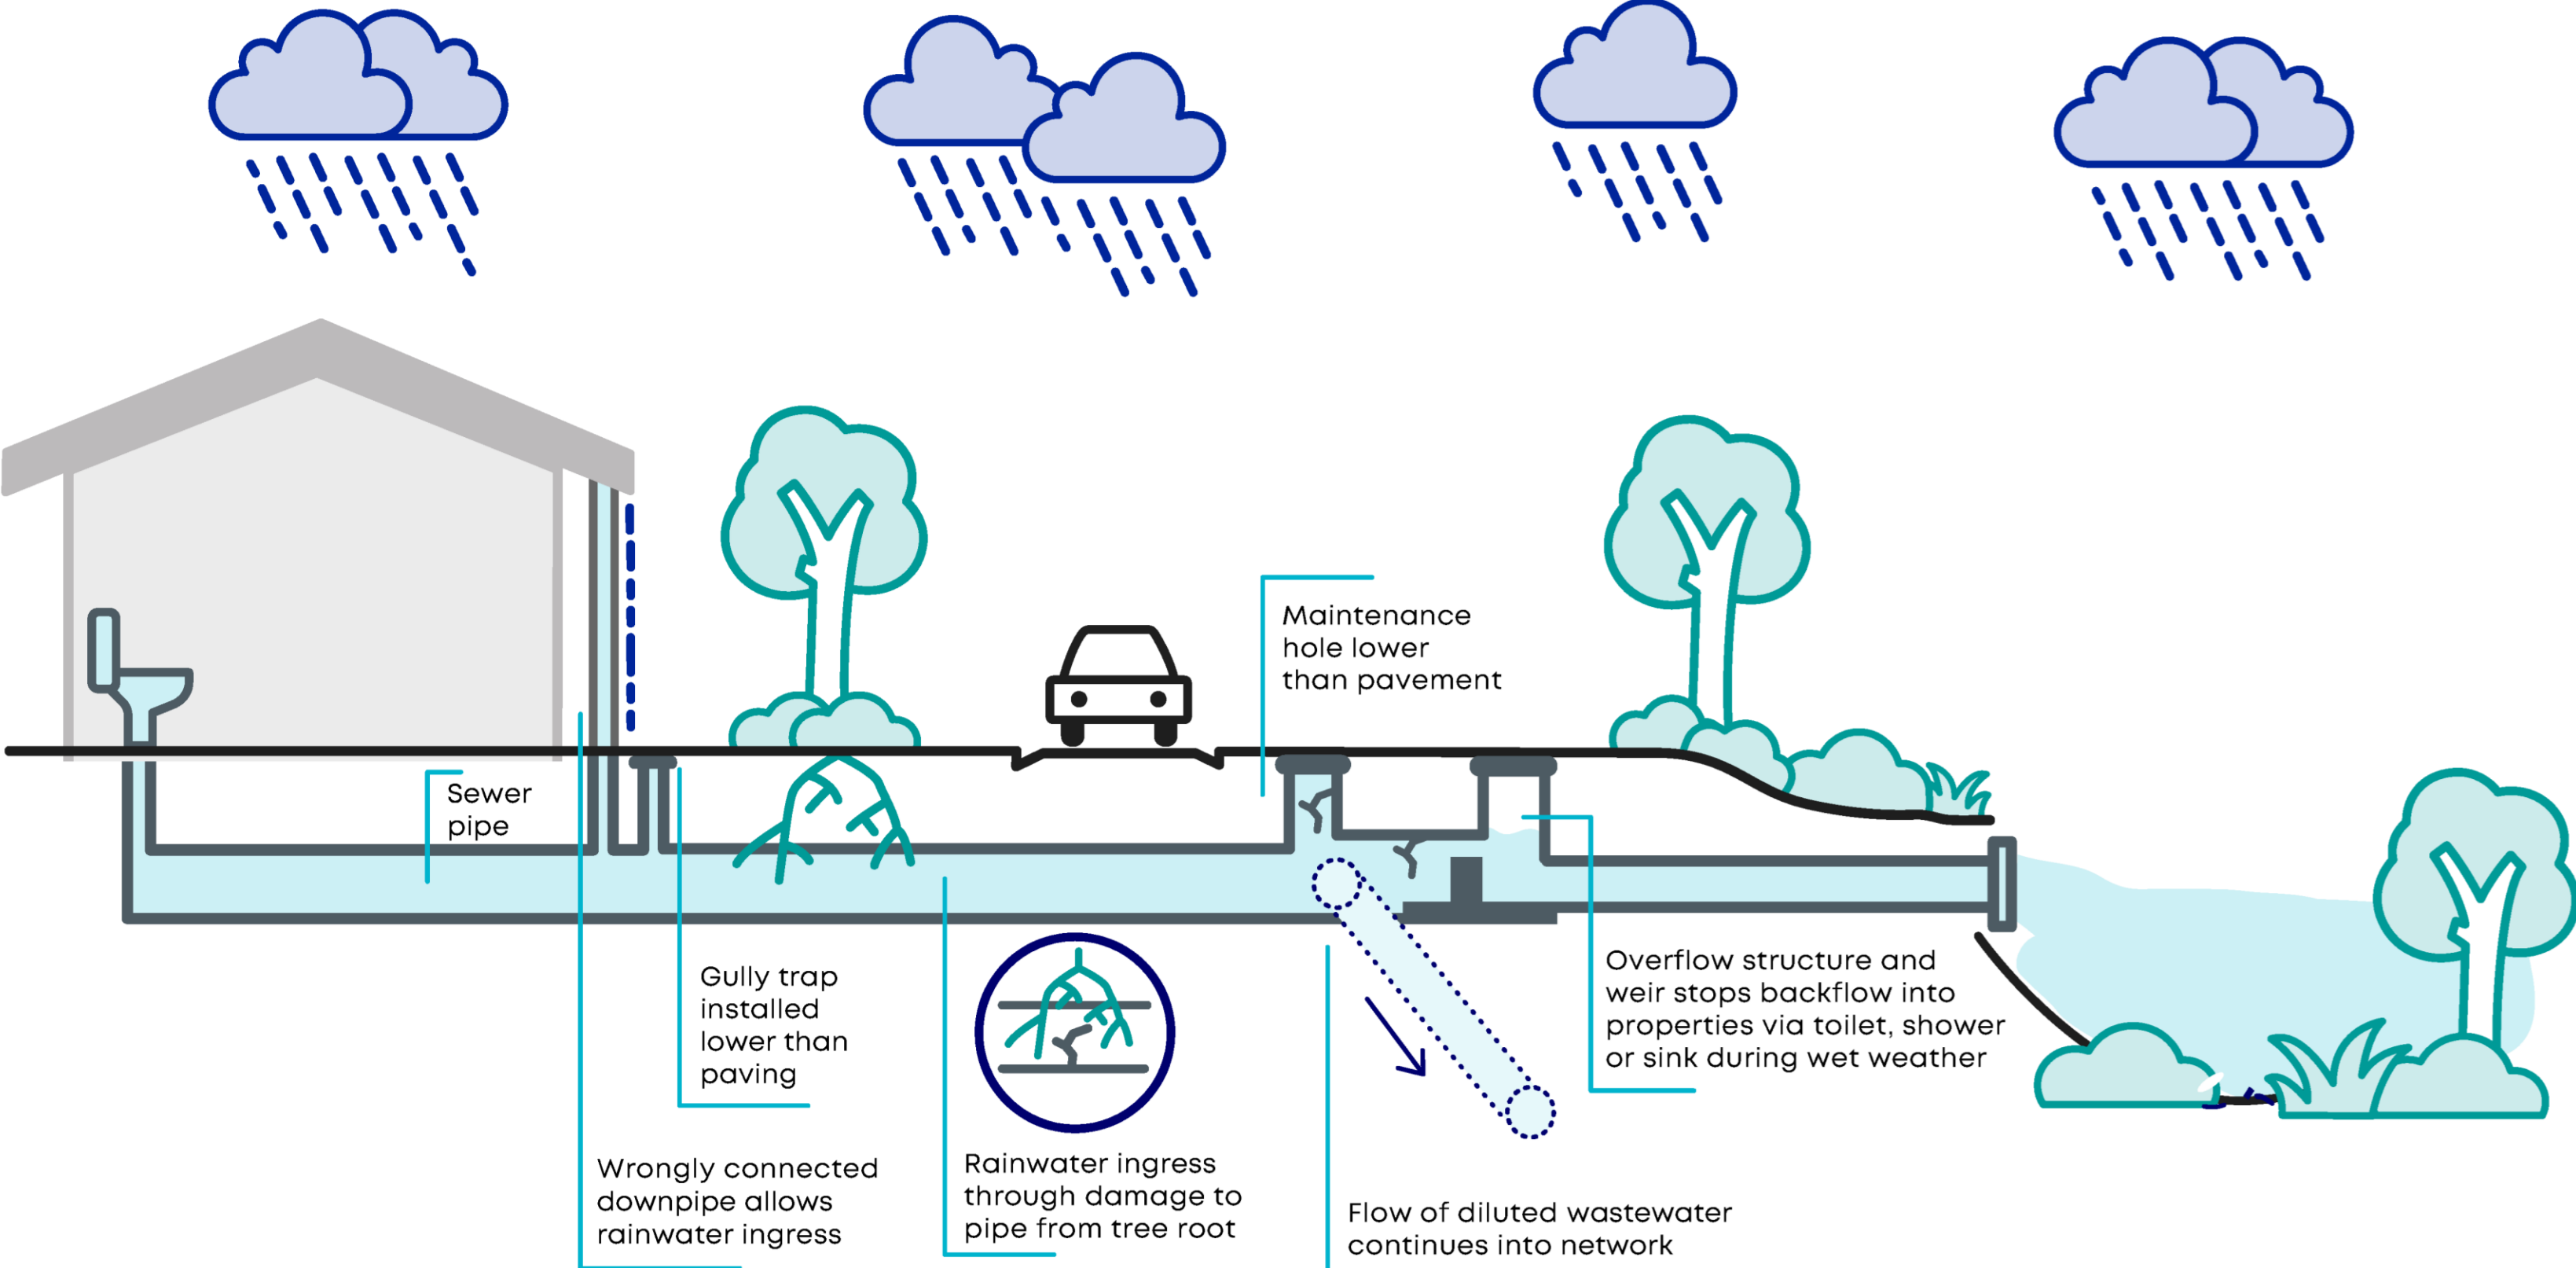 Maintenance
hole lower
than pavement
Sewer
pipe
Gully trap
installed
lower than
paving
Overflow structure and
weir stops backflow into
properties via toilet, shower
or sink during wet weather
Wrongly connected
downpipe allows
rainwater ingress
Rainwater ingress
through damage to
pipe from tree root
Flow of diluted wastewater
continues into network